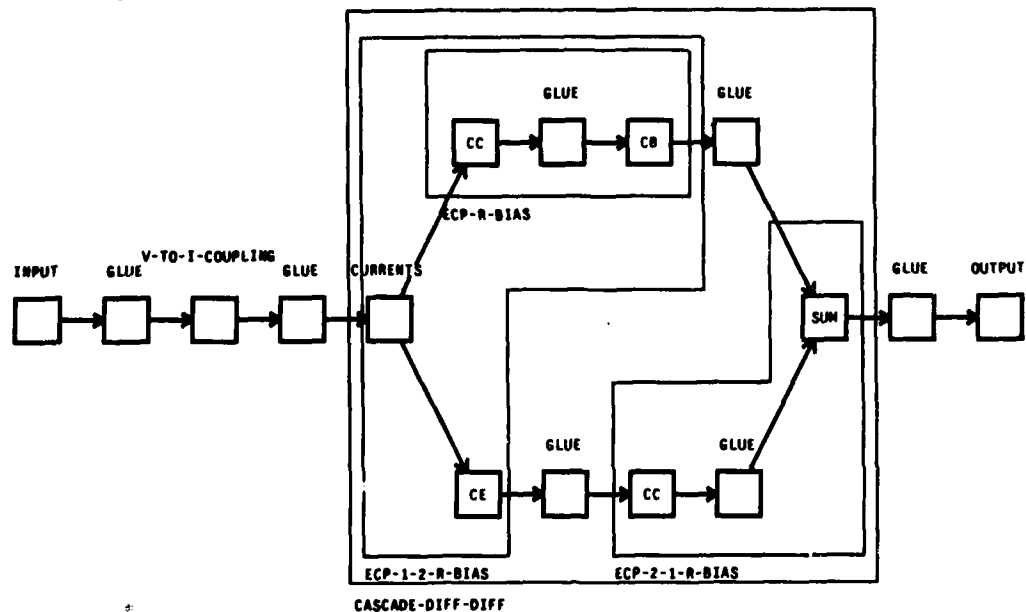 GLUE
GLUE
CC
CB
ECP-R-BIAS
V-TO-I-COUPLING
INPUT
GLUE
GLUE
CURRENTS
GLUE
OUTPUT
SUM
GLUE
GLUE
CE
CC
ECP-1-2-R-BIAS
ECP-2-1-R-BIAS
CASCADE-DIFF-DIFF